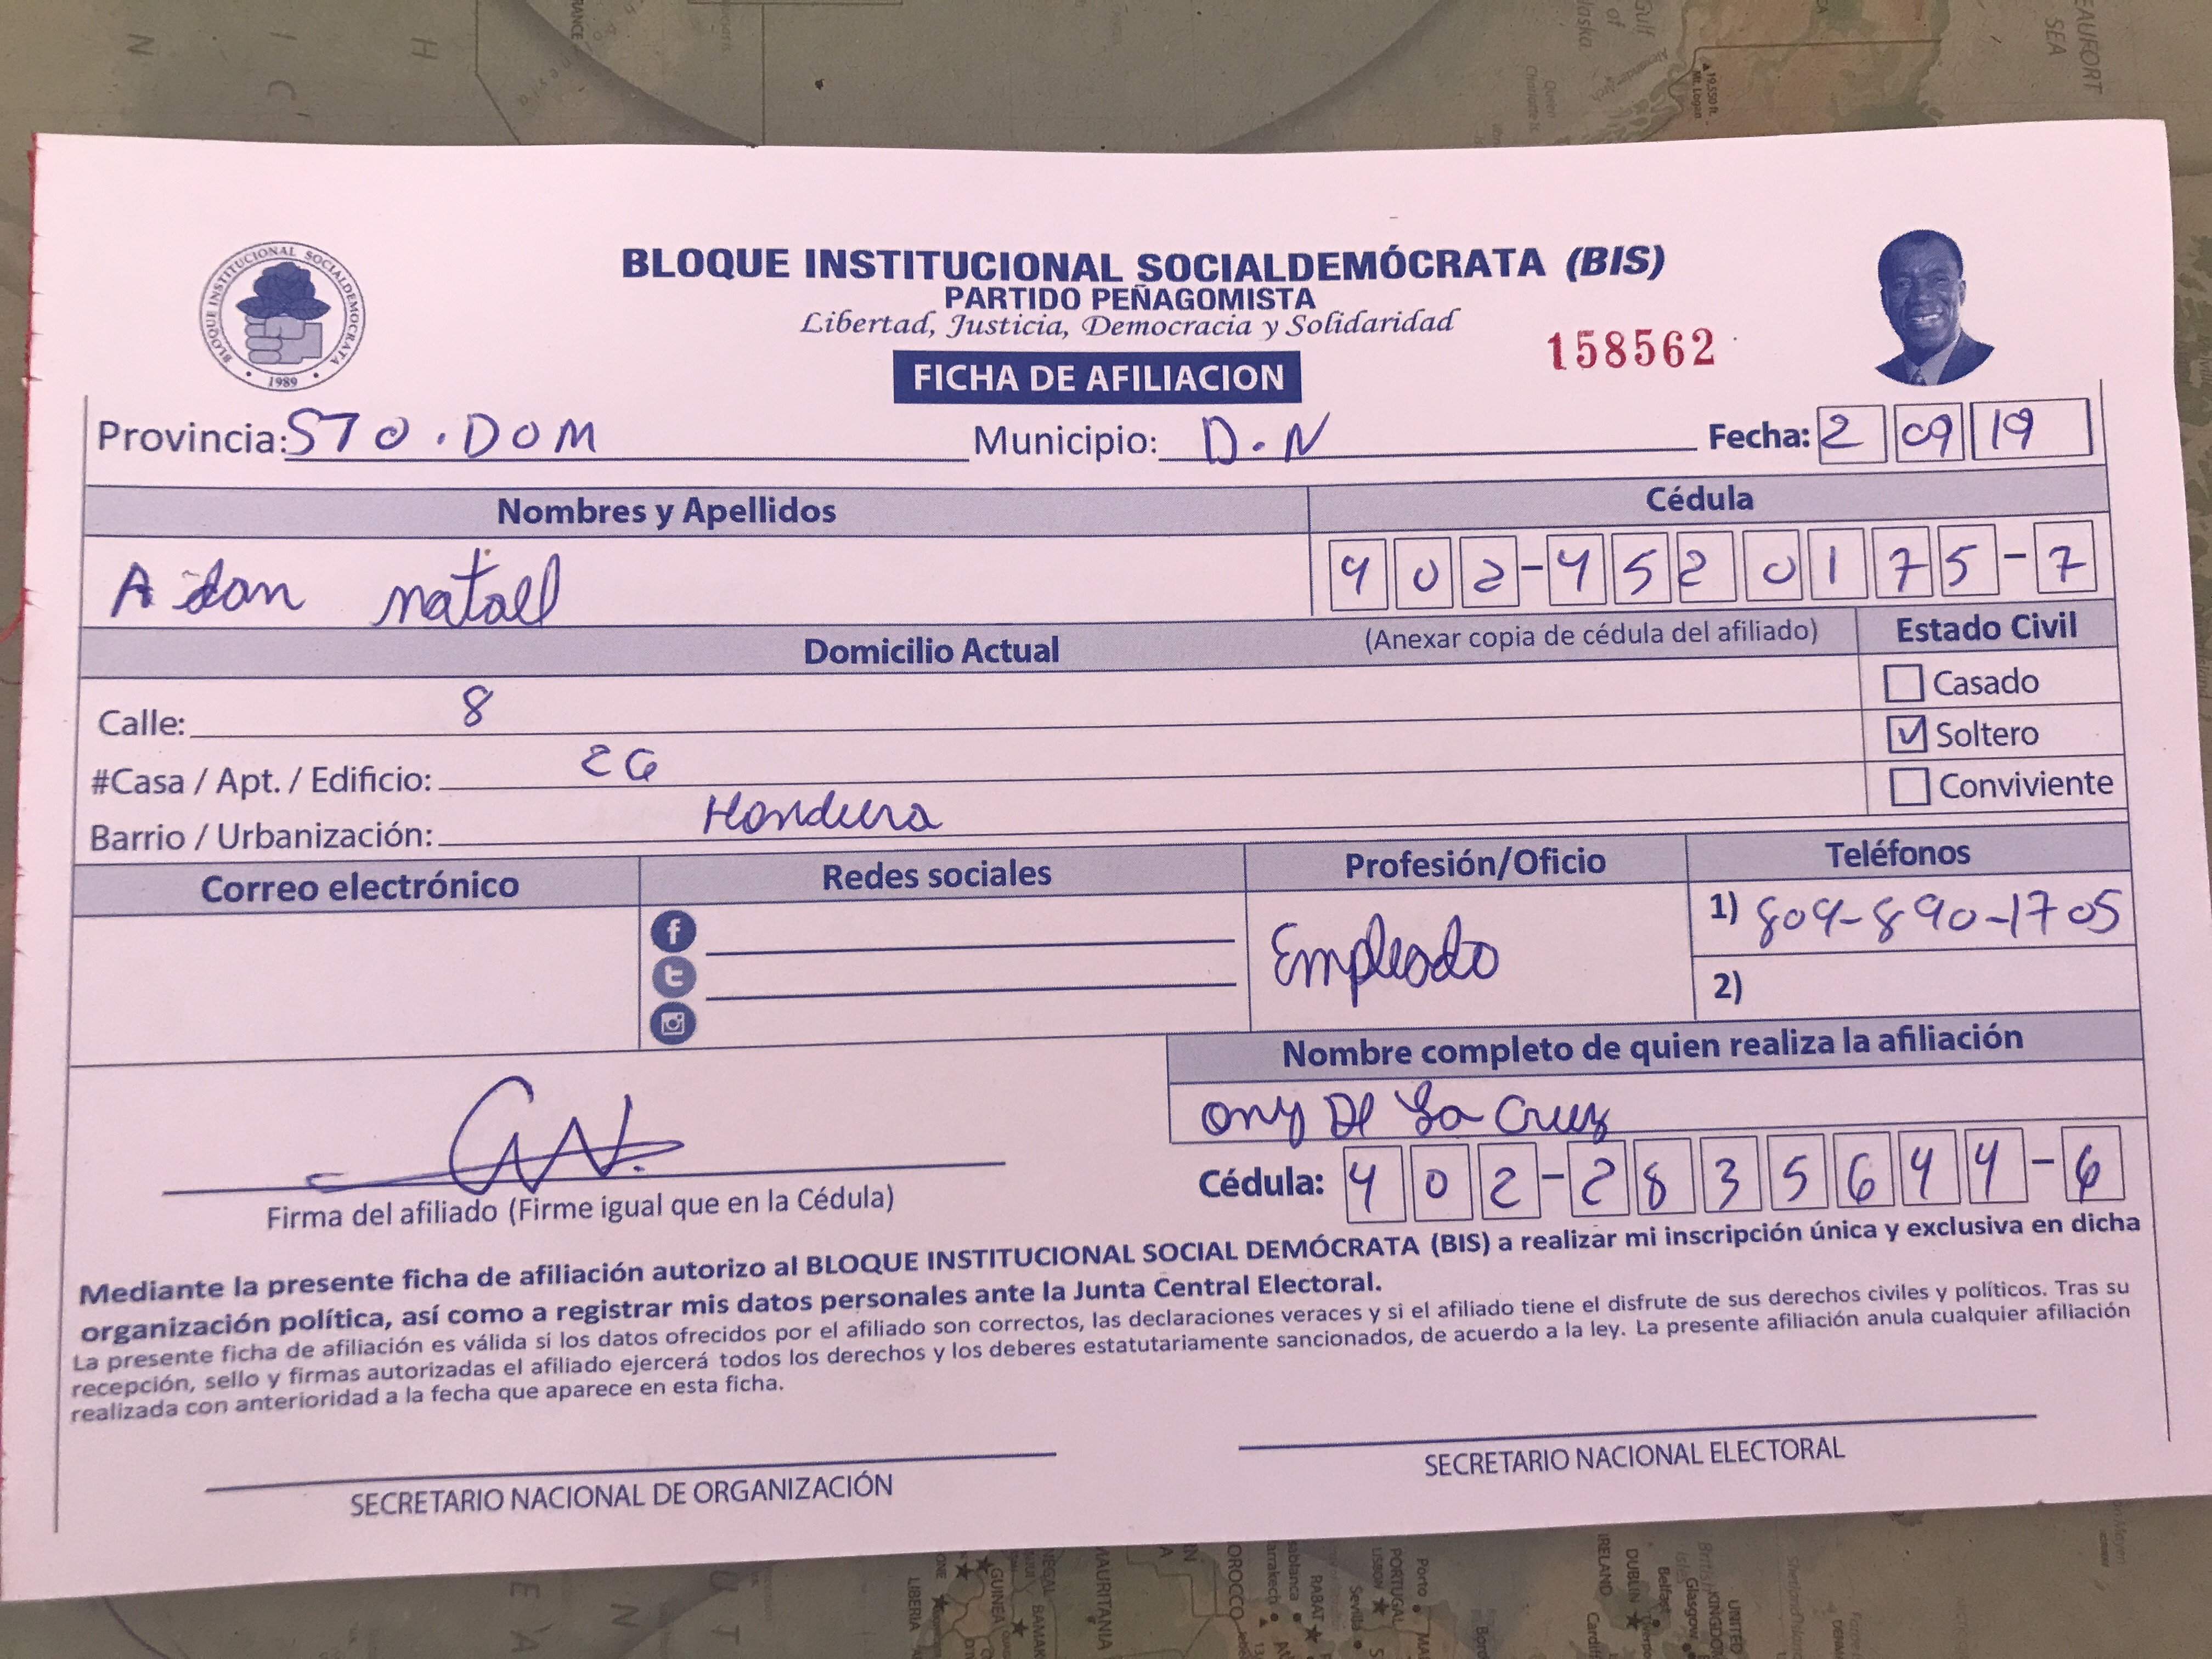 BLOQUE INSTITUCIONAL SOCIALDEMOCRATA
1989
BLOQUE INSTITUCIONAL SOCIALDEMÓCRATA (BIS)
PARTIDO PEÑAGOMISTA
Libertad, Justicia, Democracia y Solidaridad
158562
FICHA DE AFILIACION
Provincia: STO. DOM Municipio: D.N Fecha: 2 09 19
Nombres y Apellidos Cédula
Aidan natall 402-4520175-7
Domicilio Actual (Anexar copia de cédula del afiliado) Estado Civil
Calle: 8 Casado
#Casa / Apt. / Edificio: Soltero
Barrio / Urbanización: Hondura Conviviente
Correo electrónico Redes sociales Profesión/Oficio Teléfonos
Empleado 1) 809-890-1705
2)
Nombre completo de quien realiza la afiliación
ony De La Cruz
Cédula: 402-2835644-6
Firma del afiliado (Firme igual que en la Cédula)
Mediante la presente ficha de afiliación autorizo al BLOQUE INSTITUCIONAL SOCIAL DEMÓCRATA (BIS) a realizar mi inscripción única y exclusiva en dicha
organización política, así como a registrar mis datos personales ante la Junta Central Electoral.
La presente ficha de afiliación es válida si los datos ofrecidos por el afiliado son correctos, las declaraciones veraces y si el afiliado tiene el disfrute de sus derechos civiles y políticos. Tras su
recepción, sello y firmas autorizadas el afiliado ejercerá todos los derechos y los deberes estatutariamente sancionados, de acuerdo a la ley. La presente afiliación anula cualquier afiliación
realizada con anterioridad a la fecha que aparece en esta ficha.
SECRETARIO NACIONAL DE ORGANIZACIÓN SECRETARIO NACIONAL ELECTORAL